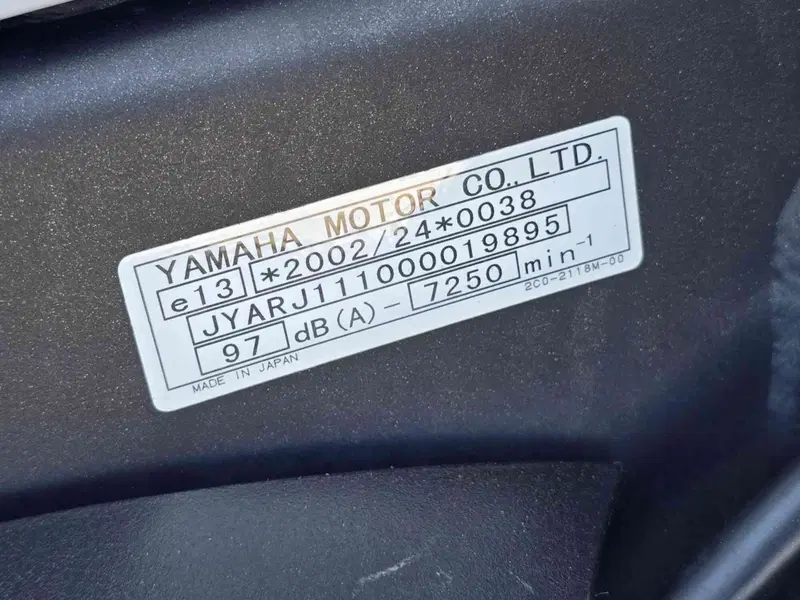 YAMAHA MOTOR CO., LTD.
e13 *2002/24*0038
JYARJ111000019895
97 dB(A)- 7250 min-1
MADE IN JAPAN 2C0-2118M-00